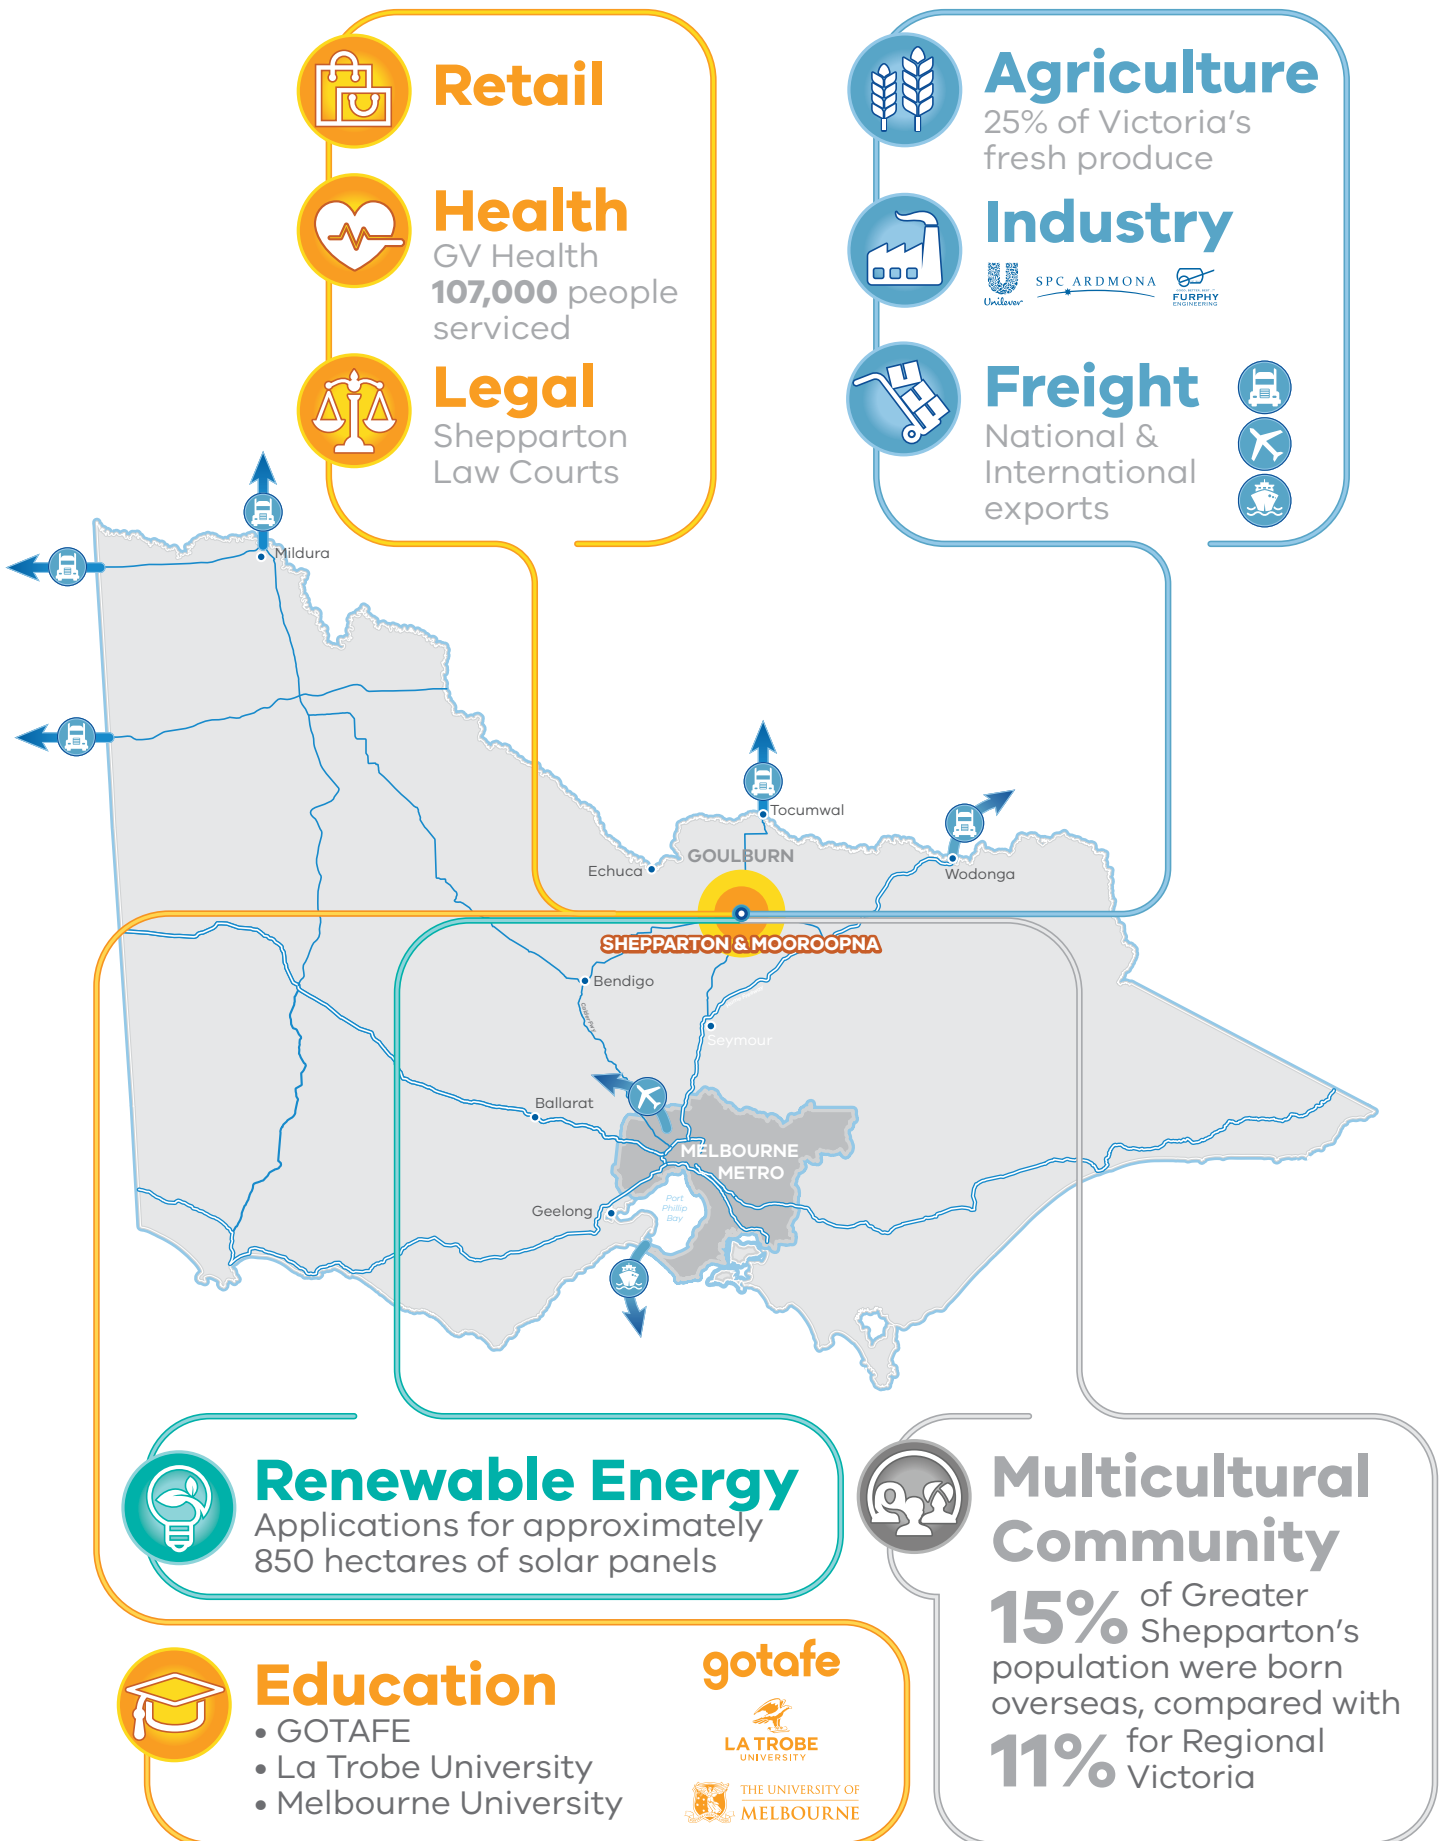 Retail
Health
GV Health
107,000 people
serviced
Legal
Shepparton
Law Courts
Agriculture
25% of Victoria's
fresh produce
Industry
Unilever
SPC ARDMONA
FURPHY
ENGINEERING
Freight
National &
International
exports
Mildura
Tocumwal
GOULBURN
Echuca
Wodonga
SHEPPARTON & MOOROOPNA
Bendigo
Seymour
Ballarat
MELBOURNE
METRO
Geelong
Port
Phillip
Bay
Renewable Energy
Applications for approximately
850 hectares of solar panels
Multicultural
Community
15% of Greater
Shepparton's
population were born
overseas, compared with
11% for Regional
Victoria
Education
• GOTAFE
• La Trobe University
• Melbourne University
gotafe
LA TROBE
UNIVERSITY
THE UNIVERSITY OF
MELBOURNE